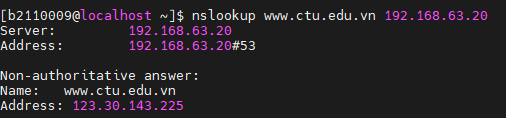 [b2110009@localhost ~]$ nslookup www.ctu.edu.vn 192.168.63.20
Server:         192.168.63.20
Address:        192.168.63.20#53

Non-authoritative answer:
Name:   www.ctu.edu.vn
Address: 123.30.143.225